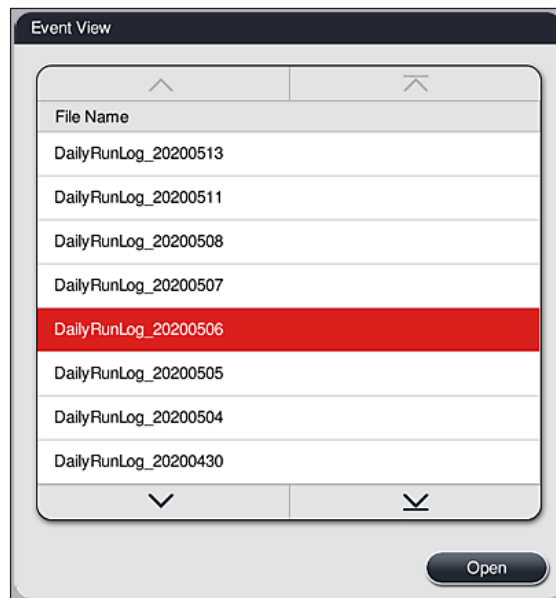 Event View
File Name
DailyRunLog_20200513
DailyRunLog_20200511
DailyRunLog_20200508
DailyRunLog_20200507
DailyRunLog_20200506
DailyRunLog_20200505
DailyRunLog_20200504
DailyRunLog_20200430
Open